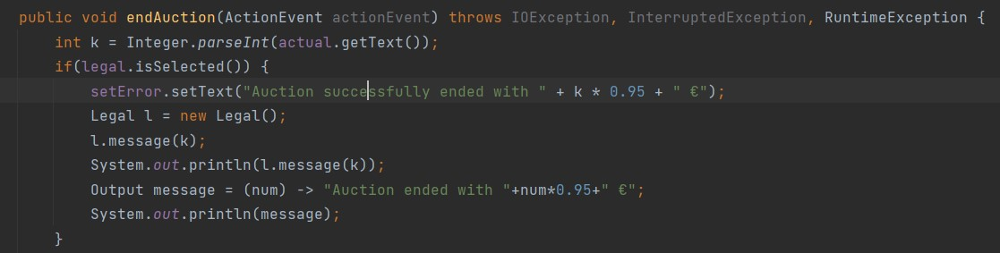 public void endAuction(ActionEvent actionEvent) throws IOException, InterruptedException, RuntimeException {
    int k = Integer.parseInt(actual.getText());
    if(legal.isSelected()) {
        setError.setText("Auction successfully ended with " + k * 0.95 + " €");
        Legal l = new Legal();
        l.message(k);
        System.out.println(l.message(k));
        Output message = (num) -> "Auction ended with "+num*0.95+" €";
        System.out.println(message);
    }